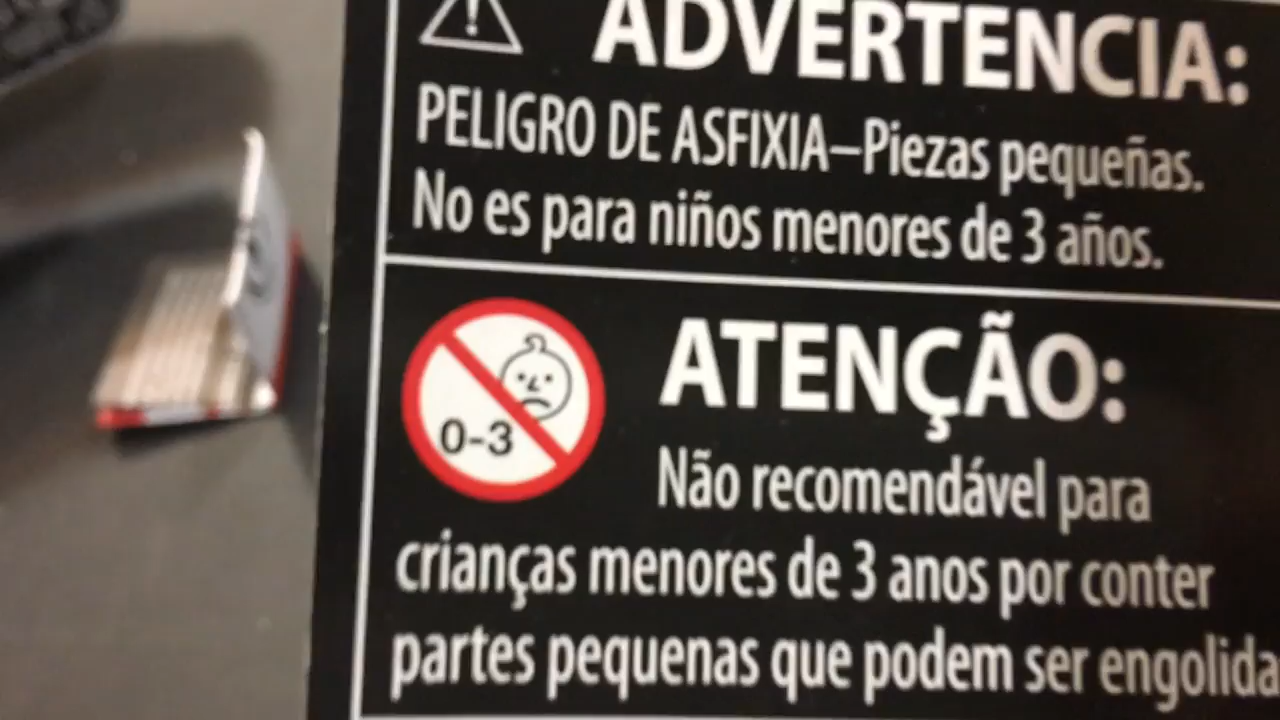 ADVERTENCIA:
PELIGRO DE ASFIXIA–Piezas pequeñas.
No es para niños menores de 3 años.
ATENÇÃO:
0-3
Não recomendável para
crianças menores de 3 anos por conter
partes pequenas que podem ser engolida